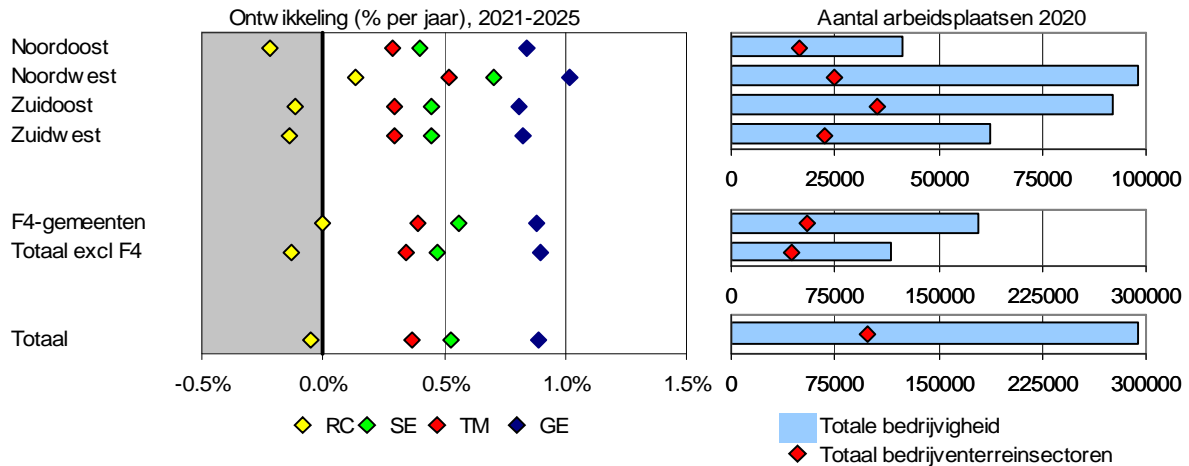 Ontwikkeling (% per jaar), 2021-2025
Noordoost
Noordwest
Zuidoost
Zuidwest
F4-gemeenten
Totaal excl F4
Totaal
-0.5% 0.0% 0.5% 1.0% 1.5%
RC SE TM GE
Aantal arbeidsplaatsen 2020
0 25000 50000 75000 100000
0 75000 150000 225000 300000
0 75000 150000 225000 300000
Totale bedrijvigheid
Totaal bedrijventerreinsectoren